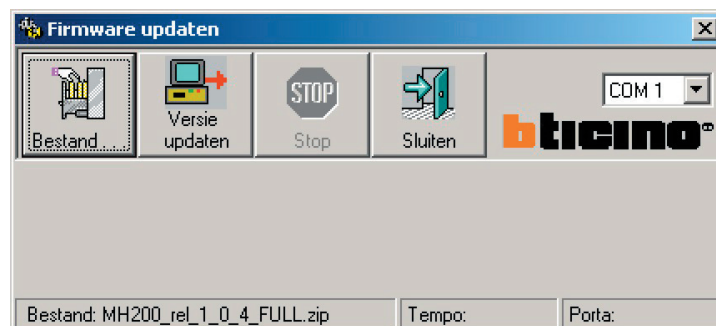 Firmware updaten
Bestand . . .
Versie
updaten
STOP
Stop
Sluiten
COM 1
bticino®
Bestand: MH200_rel_1_0_4_FULL.zip
Tempo:
Porta: